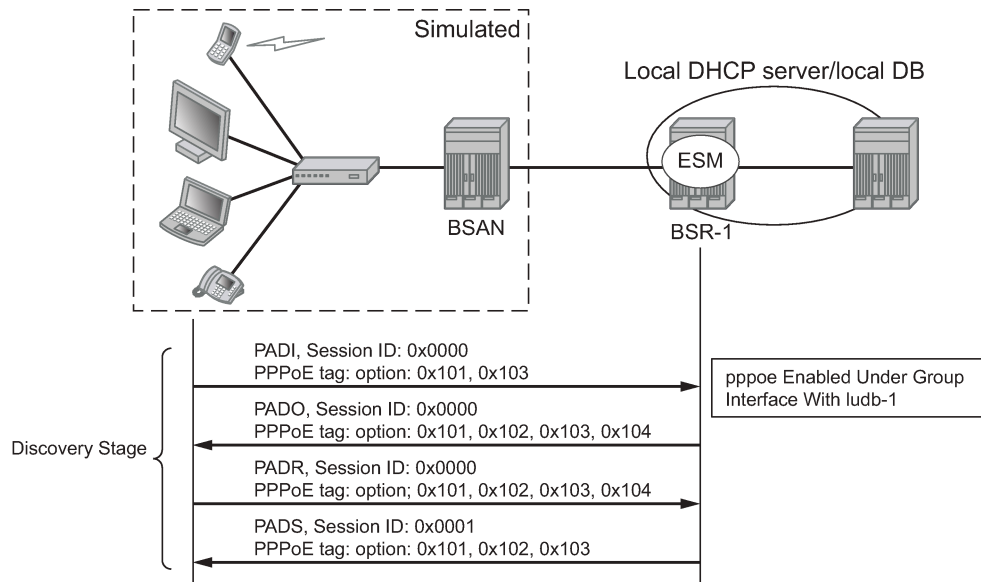 Simulated
Local DHCP server/local DB
ESM
BSAN
BSR-1
PADI, Session ID: 0x0000
PPPoE tag: option: 0x101, 0x103
pppoe Enabled Under Group
Interface With ludb-1
PADO, Session ID: 0x0000
PPPoE tag: option: 0x101, 0x102, 0x103, 0x104
Discovery Stage
PADR, Session ID: 0x0000
PPPoE tag: option; 0x101, 0x102, 0x103, 0x104
PADS, Session ID: 0x0001
PPPoE tag: option: 0x101, 0x102, 0x103